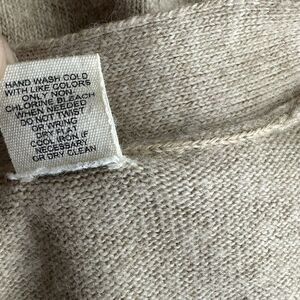 HAND WASH COLD
WITH LIKE COLORS
ONLY NON
CHLORINE BLEACH
WHEN NEEDED
DO NOT TWIST
OR WRING
DRY FLAT
COOL IRON IF
NECESSARY
OR DRY CLEAN